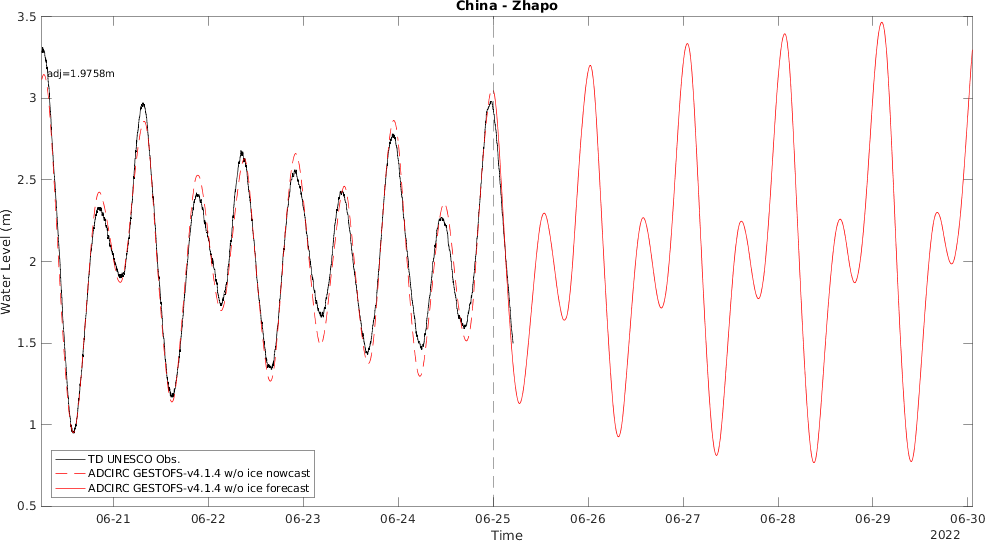 China - Zhapo
adj=1.9758m
3.5
3
2.5
2
1.5
1
0.5
Water Level (m)
TD UNESCO Obs.
ADCIRC GESTOFS-v4.1.4 w/o ice nowcast
ADCIRC GESTOFS-v4.1.4 w/o ice forecast
06-21 06-22 06-23 06-24 06-25 06-26 06-27 06-28 06-29 06-30
Time
2022